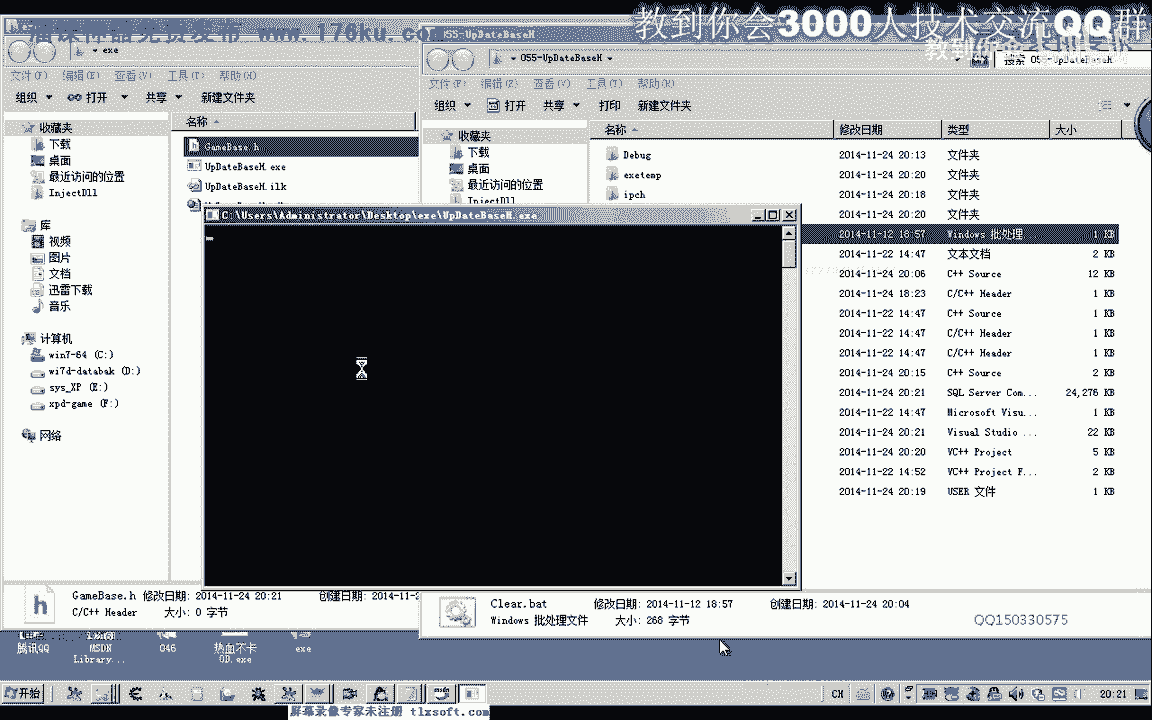 教到你会3000人技术交流QQ群
油味标品免费发布 www.178ku.co
055-UpDateBaseH
exe
055-UpDateBaseH
搜索 055-UpDateBaseH
文件(F) 编辑(E) 查看(V) 工具(T) 帮助(H)
文件(F) 编辑(E) 查看(V) 工具(T) 帮助(H)
组织 打开 共享 新建文件夹
组织 打开 共享 打印 新建文件夹
收藏夹
下载
桌面
最近访问的位置
InjectDll
库
视频
图片
文档
迅雷下载
音乐
计算机
win7-64 (C:)
wi7d-databak (D:)
sys_XP (E:)
xpd-game (F:)
网络
名称
GameBase.h
UpDateBaseH.exe
UpDateBaseH.ilk
收藏夹
下载
桌面
最近访问的位置
InjectDll
名称 修改日期 类型 大小
Debug 2014-11-24 20:13 文件夹
exetemp 2014-11-24 20:20 文件夹
ipch 2014-11-24 20:18 文件夹
2014-11-24 20:20 文件夹
2014-11-12 18:57 Windows 批处理 1 KB
2014-11-22 14:47 文本文档 2 KB
2014-11-24 20:06 C++ Source 12 KB
2014-11-24 18:23 C/C++ Header 1 KB
2014-11-22 14:47 C++ Source 1 KB
2014-11-22 14:47 C/C++ Header 1 KB
2014-11-22 14:47 C/C++ Header 1 KB
2014-11-24 20:15 C++ Source 2 KB
2014-11-24 20:21 SQL Server Com... 24,276 KB
2014-11-22 14:47 Microsoft Visu... 1 KB
2014-11-24 20:21 Visual Studio ... 22 KB
2014-11-24 20:20 VC++ Project 5 KB
2014-11-22 14:52 VC++ Project F... 2 KB
2014-11-24 20:19 USER 文件 1 KB
C:\Users\Administrator\Desktop\exe\UpDateBaseH.exe
GameBase.h 修改日期: 2014-11-24 20:21 创建日期: 2014-11-2
C/C++ Header 大小: 0 字节
Clear.bat 修改日期: 2014-11-12 18:57 创建日期: 2014-11-24 20:04
Windows 批处理文件 大小: 268 字节
QQ150330575
腾讯QQ MSDN Library... 046 热血不卡OD.exe exe
开始 CH 20:21
屏幕录像专家未注册 tlxsoft.com